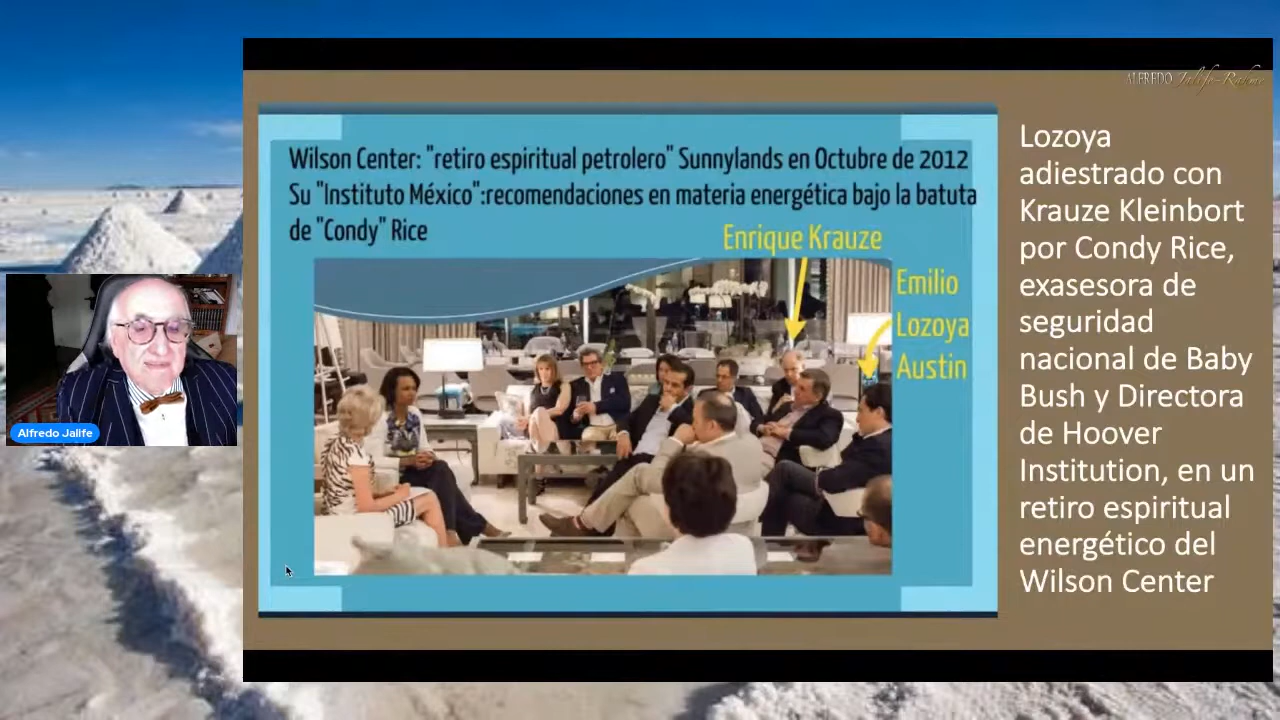 ALFREDO Jalife-Rahme
Wilson Center: "retiro espiritual petrolero" Sunnylands en Octubre de 2012
Su "Instituto México":recomendaciones en materia energética bajo la batuta
de "Condy" Rice
Enrique Krauze
Emilio
Lozoya
Austin
Lozoya
adiestrado con
Krauze Kleinbort
por Condy Rice,
exasesora de
seguridad
nacional de Baby
Bush y Directora
de Hoover
Institution, en un
retiro espiritual
energético del
Wilson Center
Alfredo Jalife